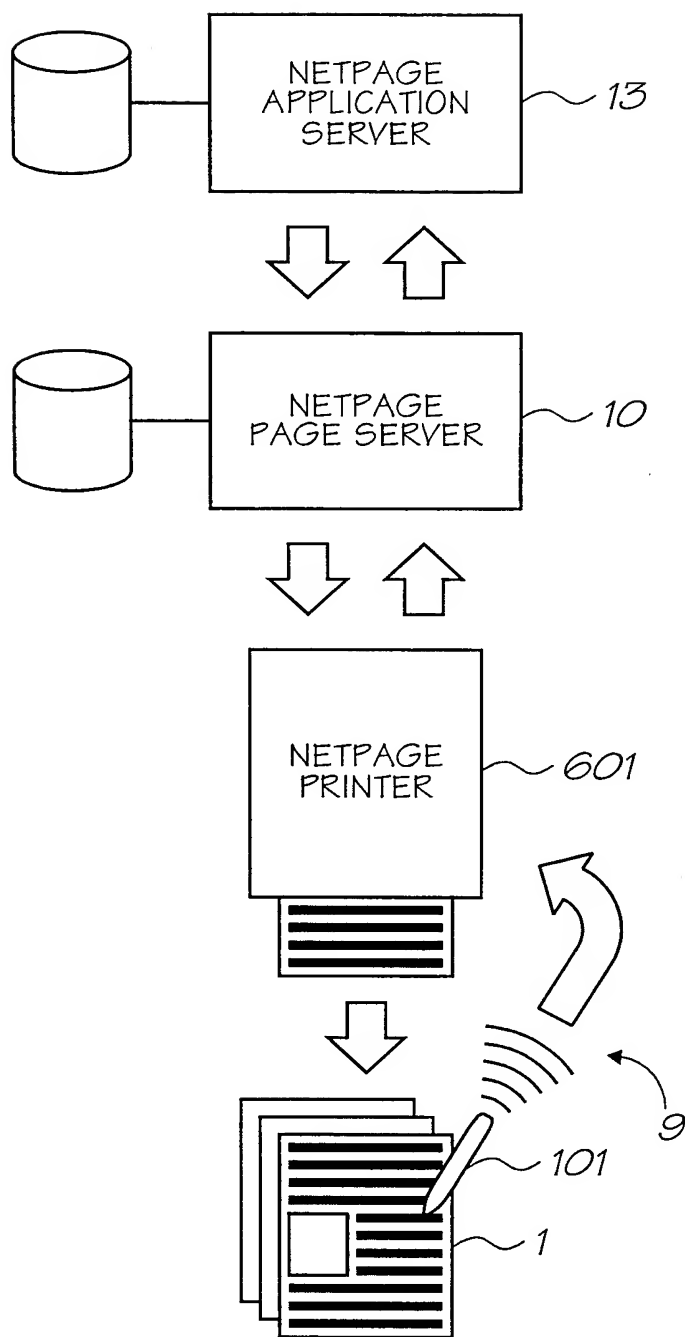 NETPAGE
APPLICATION
SERVER
13
NETPAGE
PAGE SERVER
10
NETPAGE
PRINTER
601
9
101
1